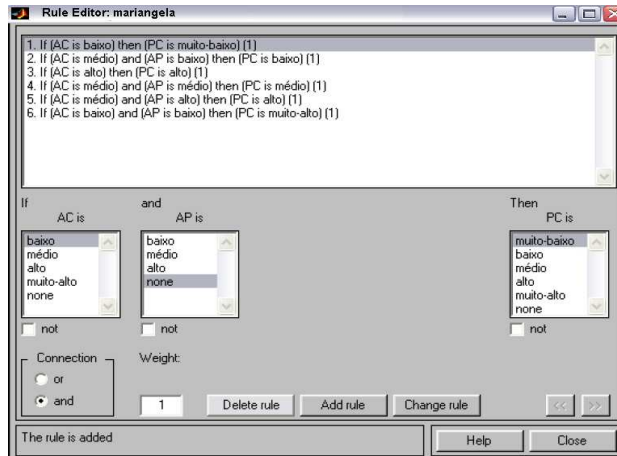 Rule Editor: mariangela
1. If (AC is baixo) then (PC is muito-baixo) (1)
2. If (AC is médio) and (AP is baixo) then (PC is baixo) (1)
3. If (AC is alto) then (PC is alto) (1)
4. If (AC is médio) and (AP is médio) then (PC is médio) (1)
5. If (AC is médio) and (AP is alto) then (PC is alto) (1)
6. If (AC is baixo) and (AP is baixo) then (PC is muito-alto) (1)
If and Then
AC is AP is PC is
baixo
médio
alto
muito-alto
none
baixo
médio
alto
none
muito-baixo
baixo
médio
alto
muito-alto
none
not not not
Connection
or
and
Weight:
1
Delete rule Add rule Change rule << >>
The rule is added
Help Close